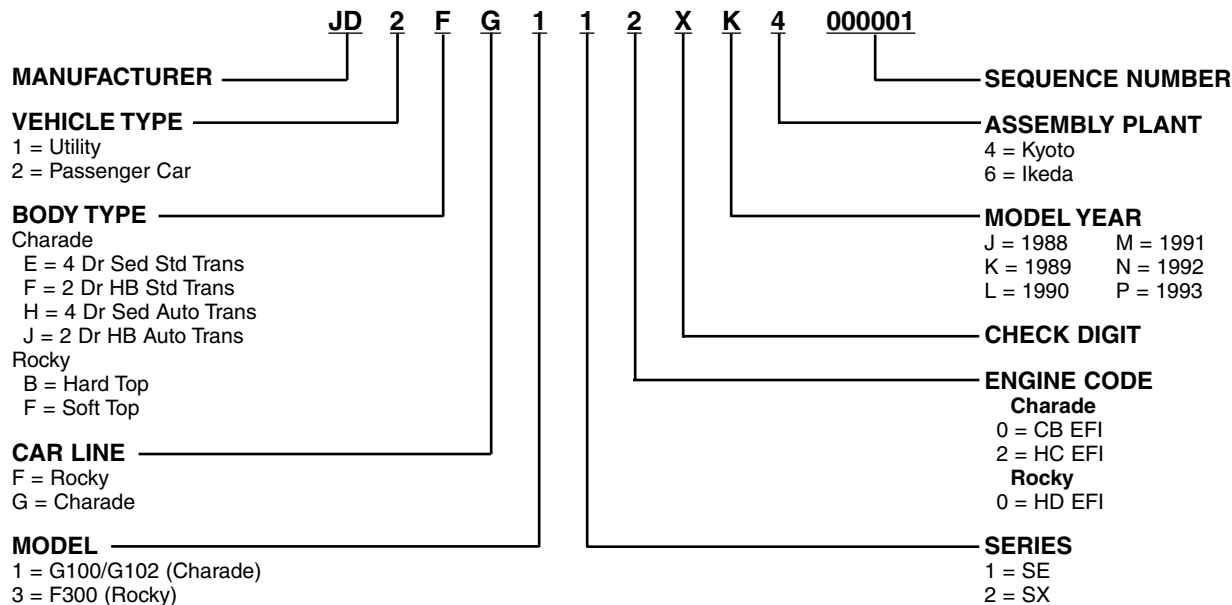 JD 2 F G 1 1 2 X K 4 000001
MANUFACTURER
VEHICLE TYPE
1 = Utility
2 = Passenger Car
BODY TYPE
Charade
E = 4 Dr Sed Std Trans
F = 2 Dr HB Std Trans
H = 4 Dr Sed Auto Trans
J = 2 Dr HB Auto Trans
Rocky
B = Hard Top
F = Soft Top
CAR LINE
F = Rocky
G = Charade
MODEL
1 = G100/G102 (Charade)
3 = F300 (Rocky)
SEQUENCE NUMBER
ASSEMBLY PLANT
4 = Kyoto
6 = Ikeda
MODEL YEAR
J = 1988 M = 1991
K = 1989 N = 1992
L = 1990 P = 1993
CHECK DIGIT
ENGINE CODE
Charade
0 = CB EFI
2 = HC EFI
Rocky
0 = HD EFI
SERIES
1 = SE
2 = SX